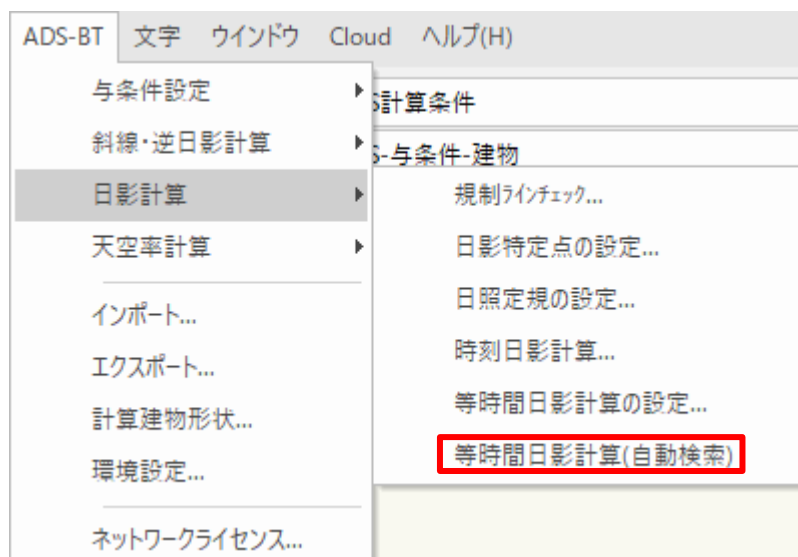 ADS-BT 文字 ウインドウ Cloud ヘルプ(H)
与条件設定
計算条件
斜線・逆日影計算
-与条件-建物
日影計算
規制ラインチェック...
天空率計算
日影特定点の設定...
日照定規の設定...
インポート...
時刻日影計算...
エクスポート...
等時間日影計算の設定...
計算建物形状...
等時間日影計算(自動検索)
環境設定...
ネットワークライセンス...